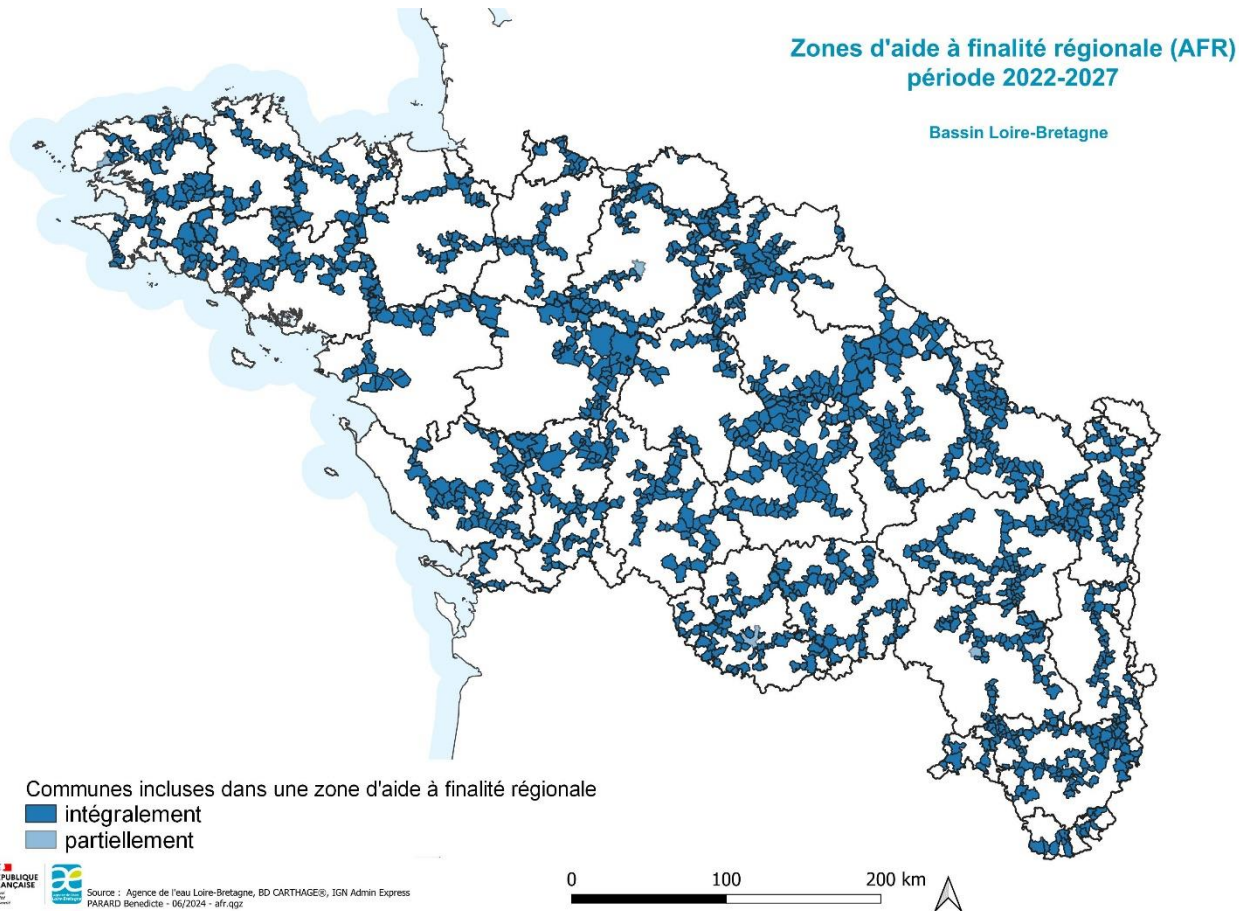 Zones d'aide à finalité régionale (AFR)
période 2022-2027
Bassin Loire-Bretagne
Communes incluses dans une zone d'aide à finalité régionale
intégralement
partiellement
RÉPUBLIQUE
FRANÇAISE
Source : Agence de l'eau Loire-Bretagne, BD CARTHAGE®, IGN Admin Express
PARARD Benedicte - 06/2024 - afr.qgz
0 100 200 km